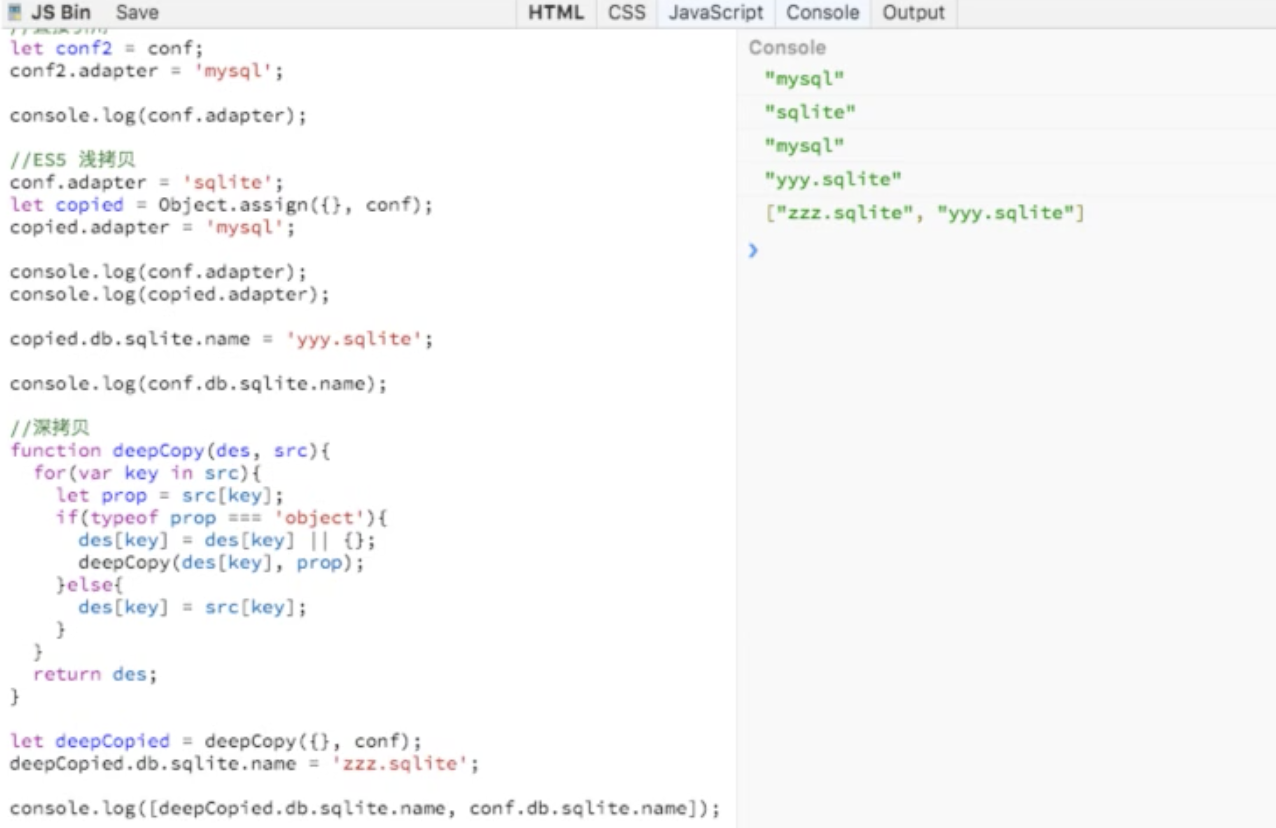 JS Bin Save HTML CSS JavaScript Console Output
let conf2 = conf;
conf2.adapter = 'mysql';
console.log(conf.adapter);
//ES5 浅拷贝
conf.adapter = 'sqlite';
let copied = Object.assign({}, conf);
copied.adapter = 'mysql';
console.log(conf.adapter);
console.log(copied.adapter);
copied.db.sqlite.name = 'yyy.sqlite';
console.log(conf.db.sqlite.name);
//深拷贝
function deepCopy(des, src){
for(var key in src){
let prop = src[key];
if(typeof prop === 'object'){
des[key] = des[key] || {};
deepCopy(des[key], prop);
}else{
des[key] = src[key];
}
}
return des;
}
let deepCopied = deepCopy({}, conf);
deepCopied.db.sqlite.name = 'zzz.sqlite';
console.log([deepCopied.db.sqlite.name, conf.db.sqlite.name]);
Console
"mysql"
"sqlite"
"mysql"
"yyy.sqlite"
["zzz.sqlite", "yyy.sqlite"]